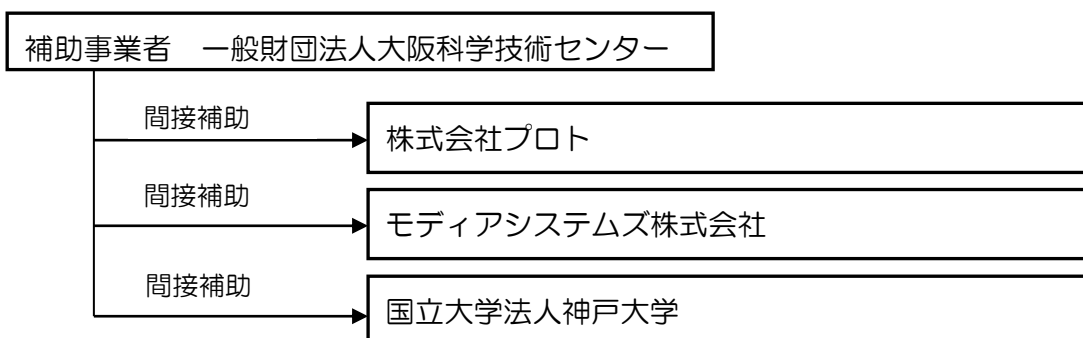 補助事業者　一般財団法人大阪科学技術センター
間接補助
株式会社プロト
間接補助
モディアシステムズ株式会社
間接補助
国立大学法人神戸大学